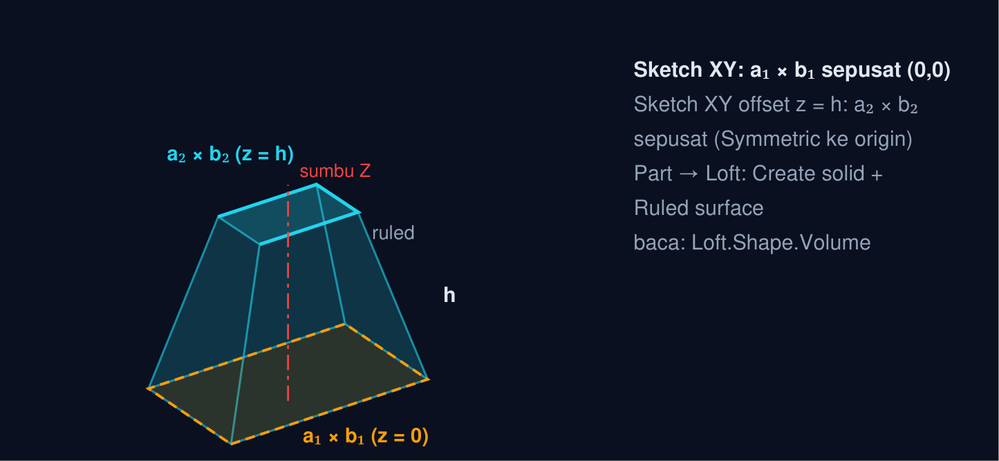 Sketch XY: a₁ × b₁ sepusat (0,0)
Sketch XY offset z = h: a₂ × b₂
sepusat (Symmetric ke origin)
Part → Loft: Create solid +
Ruled surface
baca: Loft.Shape.Volume
a₂ × b₂ (z = h)
sumbu Z
ruled
h
a₁ × b₁ (z = 0)